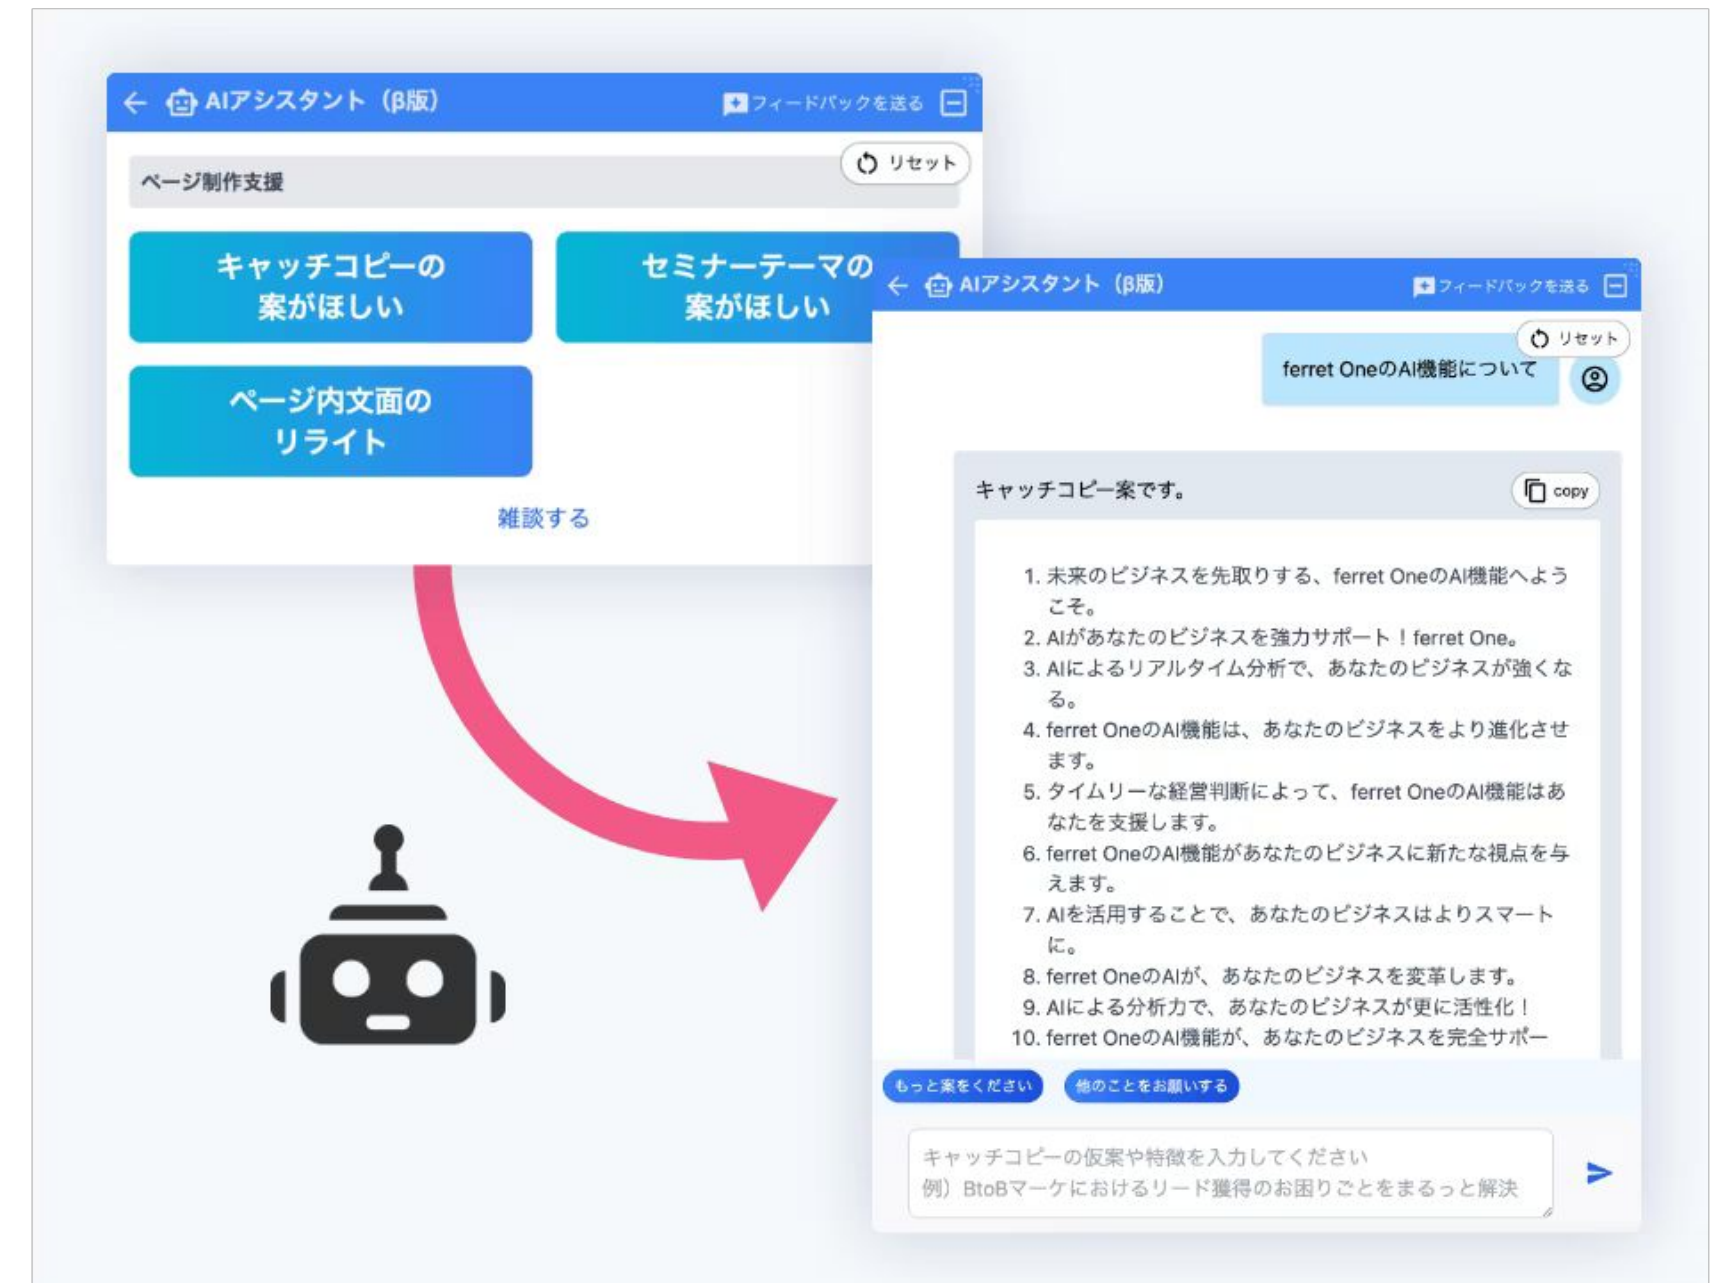 AIアシスタント（β版）
フィードバックを送る
リセット
ページ制作支援
キャッチコピーの
案がほしい
セミナーテーマの
案がほしい
ページ内文面の
リライト
雑談する
AIアシスタント（β版）
フィードバックを送る
リセット
ferret OneのAI機能について
キャッチコピー案です。
copy
1. 未来のビジネスを先取りする、ferret OneのAI機能へよう
こそ。
2. AIがあなたのビジネスを強力サポート！ferret One。
3. AIによるリアルタイム分析で、あなたのビジネスが強くな
る。
4. ferret OneのAI機能は、あなたのビジネスをより進化させ
ます。
5. タイムリーな経営判断によって、ferret OneのAI機能はあ
なたを支援します。
6. ferret OneのAI機能があなたのビジネスに新たな視点を与
えます。
7. AIを活用することで、あなたのビジネスはよりスマート
に。
8. ferret OneのAIが、あなたのビジネスを変革します。
9. AIによる分析力で、あなたのビジネスが更に活性化！
10. ferret OneのAI機能が、あなたのビジネスを完全サポー
もっと案をください
他のことをお願いする
キャッチコピーの仮案や特徴を入力してください
例）BtoBマーケにおけるリード獲得のお困りごとをまるっと解決